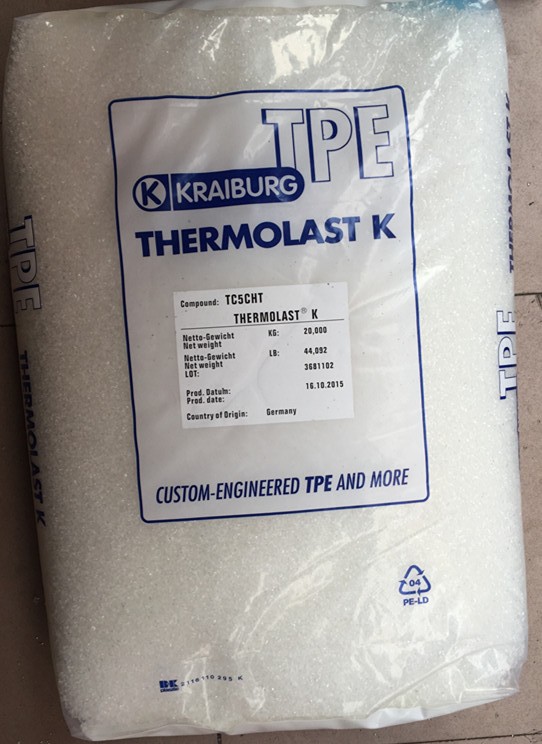 TPE
K KRAIBURG
THERMOLAST K
Compound: TC5CHT
THERMOLAST® K
Netto-Gewicht KG: 20,000
Net weight
Netto-Gewicht LB: 44,092
Net weight
LOT: 3681102
Prod. Datum: 16.10.2015
Prod. date:
Country of Origin: Germany
CUSTOM-ENGINEERED TPE AND MORE
04
PE-LD
BK
TPE
THERMOLAST K
THERMOLAST K
TPE